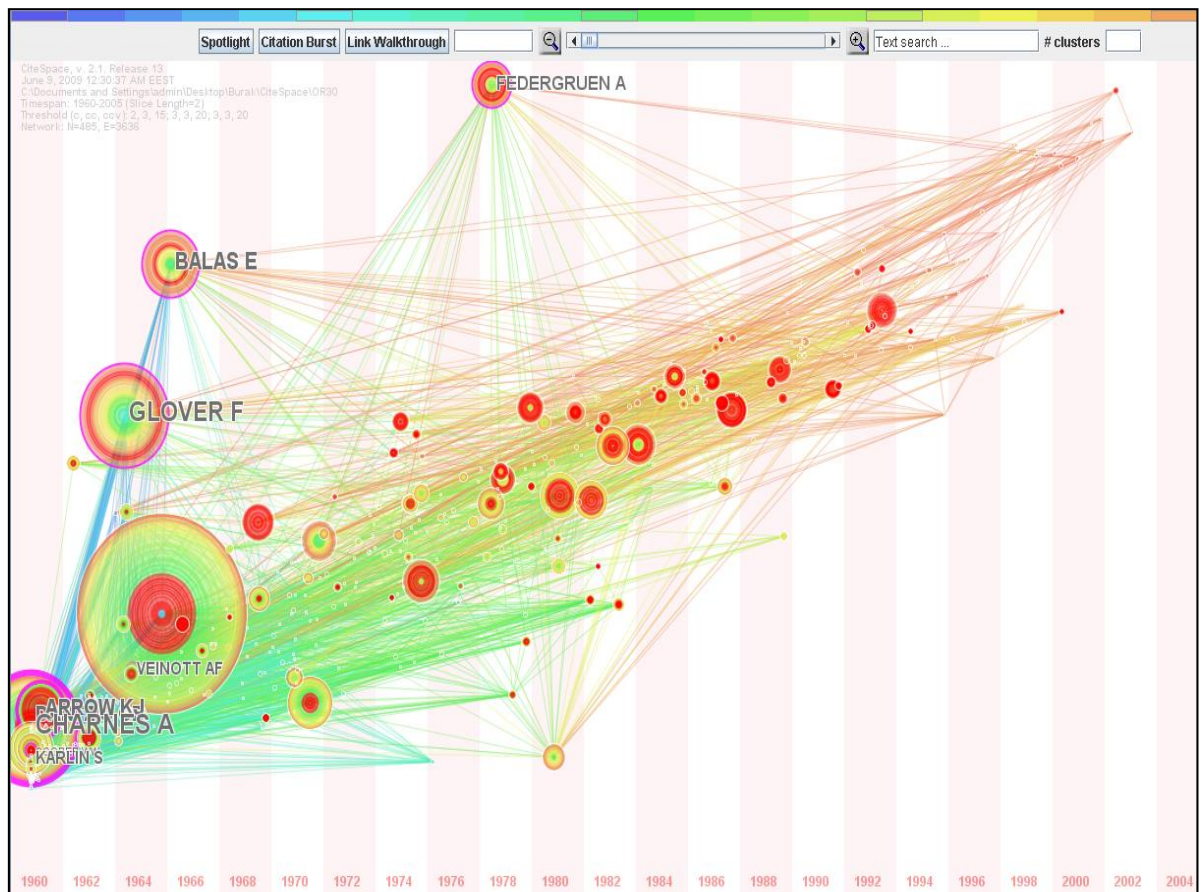 Spotlight Citation Burst Link Walkthrough Text search ... # clusters
CiteSpace, v. 2.1. Release 13
June 9, 2009 12:30:37 AM EEST
C:\Documents and Settings\admin\Desktop\Burak\CiteSpace\OR30
Timespan: 1960-2005 (Slice Length=2)
Threshold (c, cc, ccv): 2, 3, 15; 3, 3, 20; 3, 3, 20
Network: N=485, E=3636
FEDERGRUEN A
BALAS E
GLOVER F
VEINOTT AF
ARROW KJ
CHARNES A
KARLIN S
1960 1962 1964 1966 1968 1970 1972 1974 1976 1978 1980 1982 1984 1986 1988 1990 1992 1994 1996 1998 2000 2002 2004